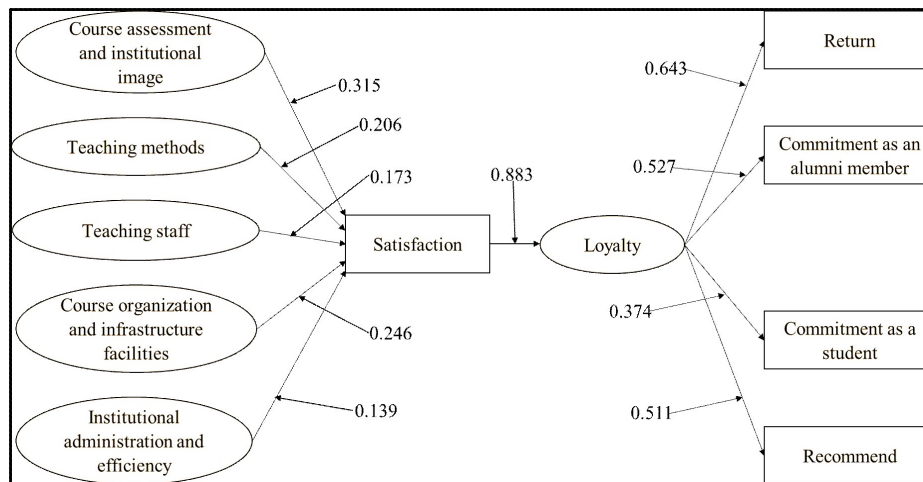 Course assessment
and institutional
image
0.315
Teaching methods
0.206
Teaching staff
0.173
Course organization
and infrastructure
facilities
0.246
Institutional
administration and
efficiency
0.139
Satisfaction
0.883
Loyalty
0.643
Return
0.527
Commitment as an
alumni member
0.374
Commitment as a
student
0.511
Recommend